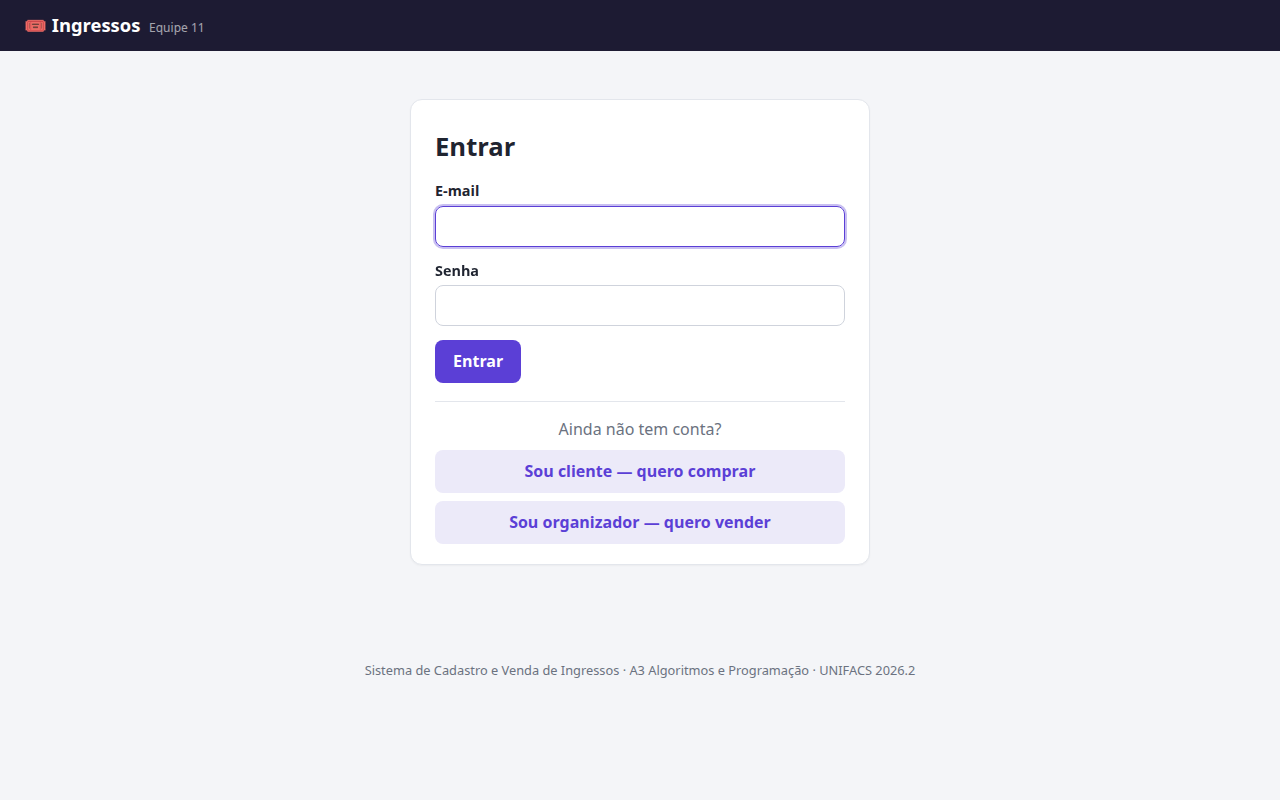 Ingressos Equipe 11
Entrar
E-mail
Senha
Entrar
Ainda não tem conta?
Sou cliente — quero comprar
Sou organizador — quero vender
Sistema de Cadastro e Venda de Ingressos · A3 Algoritmos e Programação · UNIFACS 2026.2